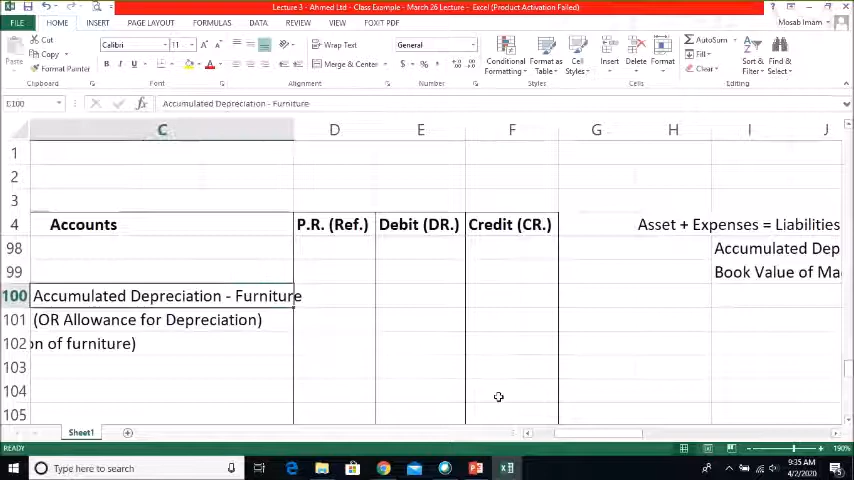 Lecture 3 - Ahmed Ltd - Class Example - March 26 Lecture - Excel (Product Activation Failed)
FILE HOME INSERT PAGE LAYOUT FORMULAS DATA REVIEW VIEW FOXIT PDF Mosab Imam
Cut
Copy
Format Painter
Paste
Clipboard
Calibri 11
B I U
Font
Wrap Text
Merge & Center
Alignment
General
$ % ,
Number
Conditional Formatting
Format as Table
Cell Styles
Styles
Insert Delete Format
Cells
AutoSum
Fill
Clear
Sort & Filter
Find & Select
Editing
Accumulated Depreciation - Furniture
C D E F G H I J
1
2
3
4 Accounts P.R. (Ref.) Debit (DR.) Credit (CR.) Asset + Expenses = Liabilities
98 Accumulated Dep
99 Book Value of Ma
100 Accumulated Depreciation - Furniture
101 (OR Allowance for Depreciation)
102 on of furniture)
103
104
105
Sheet1
READY 190%
Type here to search
9:35 AM
4/2/2020